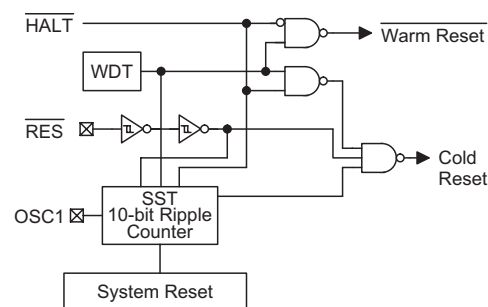 HALT
Warm Reset
WDT
RES
Cold
Reset
SST
10-bit Ripple
Counter
OSC1
System Reset